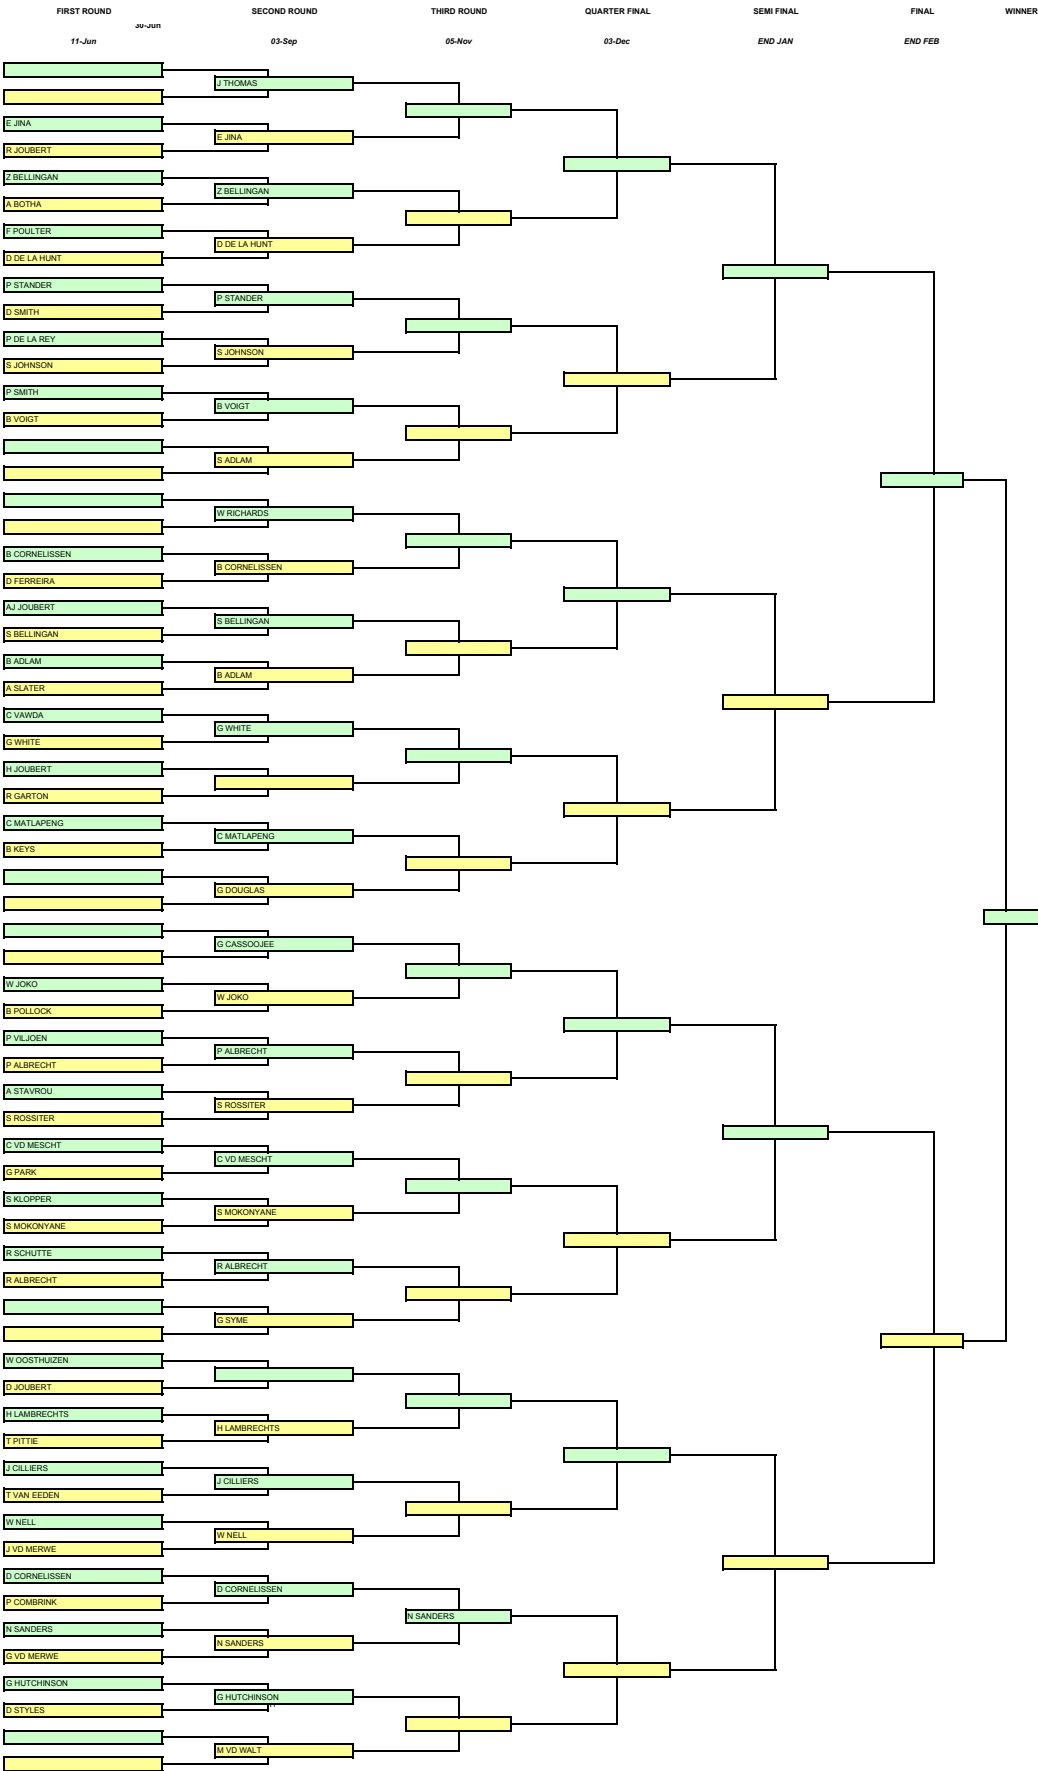 FIRST ROUND SECOND ROUND THIRD ROUND QUARTER FINAL SEMI FINAL FINAL WINNER
30-Jun
11-Jun 03-Sep 05-Nov 03-Dec END JAN END FEB
J THOMAS
E JINA
E JINA
R JOUBERT
Z BELLINGAN
Z BELLINGAN
A BOTHA
F POULTER
D DE LA HUNT
D DE LA HUNT
P STANDER
P STANDER
D SMITH
P DE LA REY
S JOHNSON
S JOHNSON
P SMITH
B VOIGT
B VOIGT
S ADLAM
W RICHARDS
B CORNELISSEN
B CORNELISSEN
D FERREIRA
AJ JOUBERT
S BELLINGAN
S BELLINGAN
B ADLAM
B ADLAM
A SLATER
C VAWDA
G WHITE
G WHITE
H JOUBERT
R GARTON
C MATLAPENG
C MATLAPENG
B KEYS
G DOUGLAS
G CASSOOJEE
W JOKO
W JOKO
B POLLOCK
P VILJOEN
P ALBRECHT
P ALBRECHT
A STAVROU
S ROSSITER
S ROSSITER
C VD MESCHT
C VD MESCHT
G PARK
S KLOPPER
S MOKONYANE
S MOKONYANE
R SCHUTTE
R ALBRECHT
R ALBRECHT
G SYME
W OOSTHUIZEN
D JOUBERT
H LAMBRECHTS
H LAMBRECHTS
T PITTIE
J CILLIERS
J CILLIERS
T VAN EEDEN
W NELL
W NELL
J VD MERWE
D CORNELISSEN
D CORNELISSEN
P COMBRINK
N SANDERS
N SANDERS
N SANDERS
G VD MERWE
G HUTCHINSON
G HUTCHINSON
D STYLES
M VD WALT